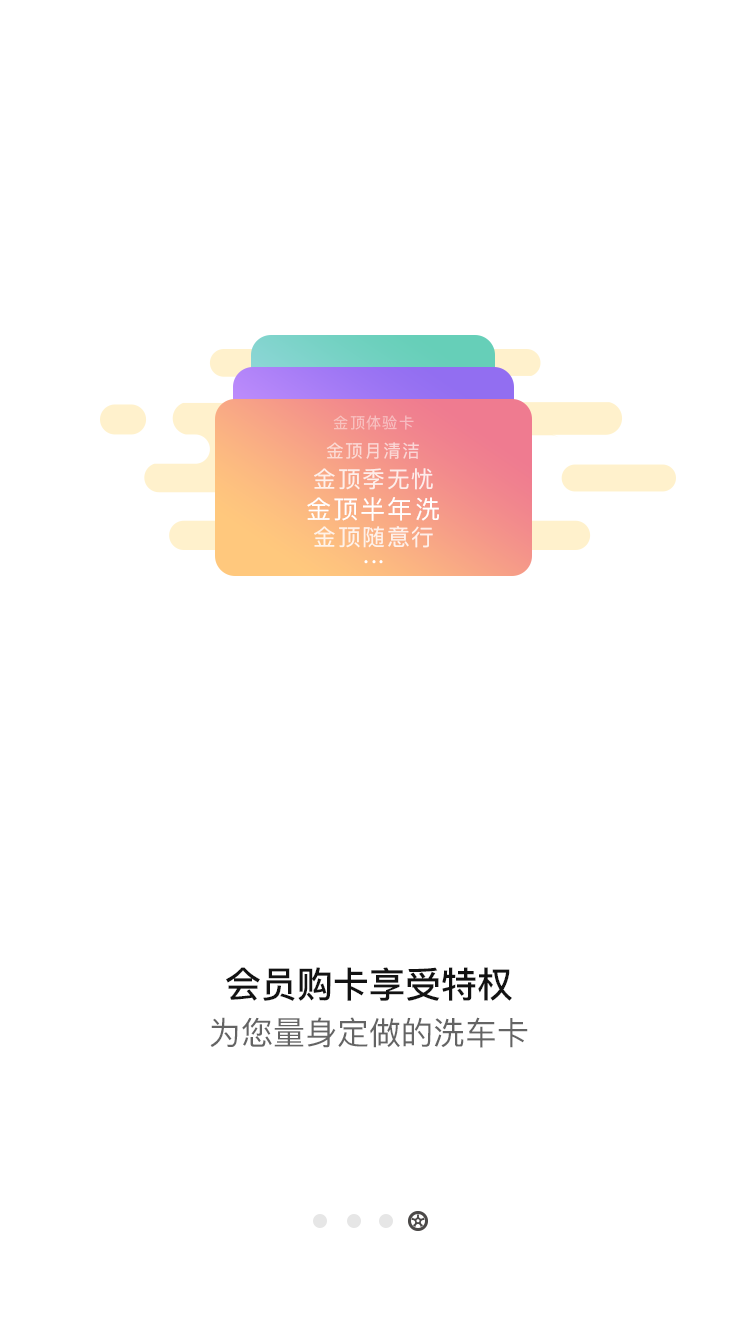 金顶体验卡
金顶月清洁
金顶季无忧
金顶半年洗
金顶随意行
...
会员购卡享受特权
为您量身定做的洗车卡